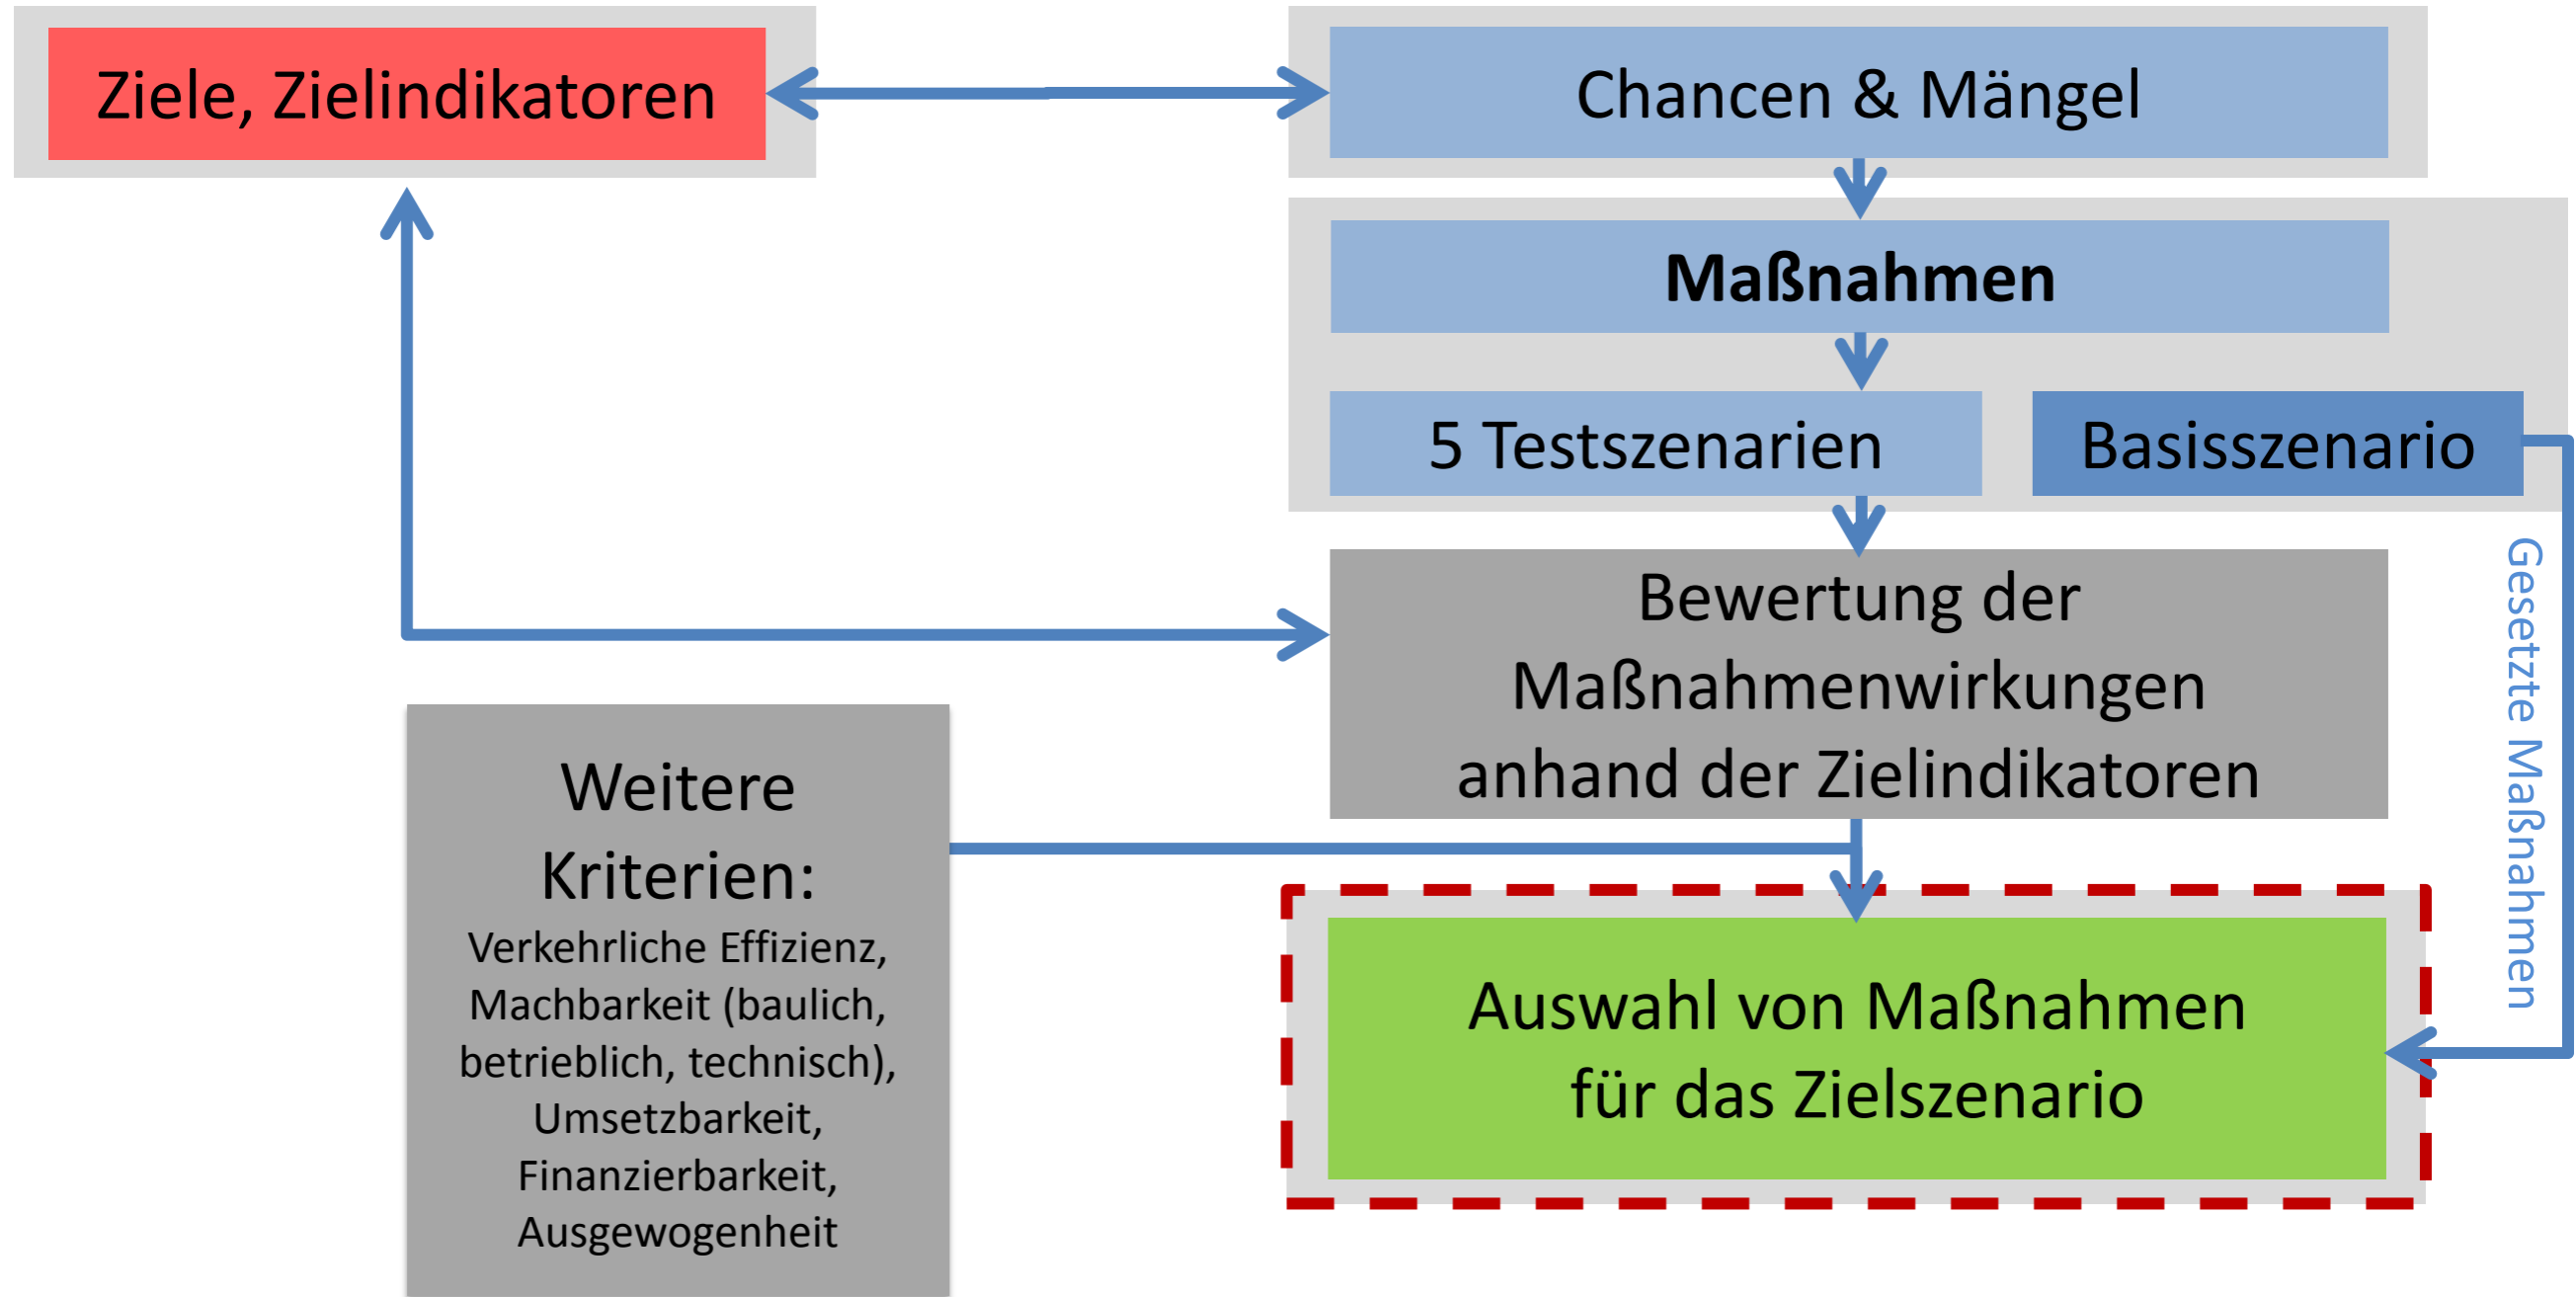 Ziele, Zielindikatoren
Chancen & Mängel
Maßnahmen
5 Testszenarien
Basisszenario
Gesetzte Maßnahmen
Bewertung der
Maßnahmenwirkungen
anhand der Zielindikatoren
Weitere
Kriterien:
Verkehrliche Effizienz,
Machbarkeit (baulich,
betrieblich, technisch),
Umsetzbarkeit,
Finanzierbarkeit,
Ausgewogenheit
Auswahl von Maßnahmen
für das Zielszenario